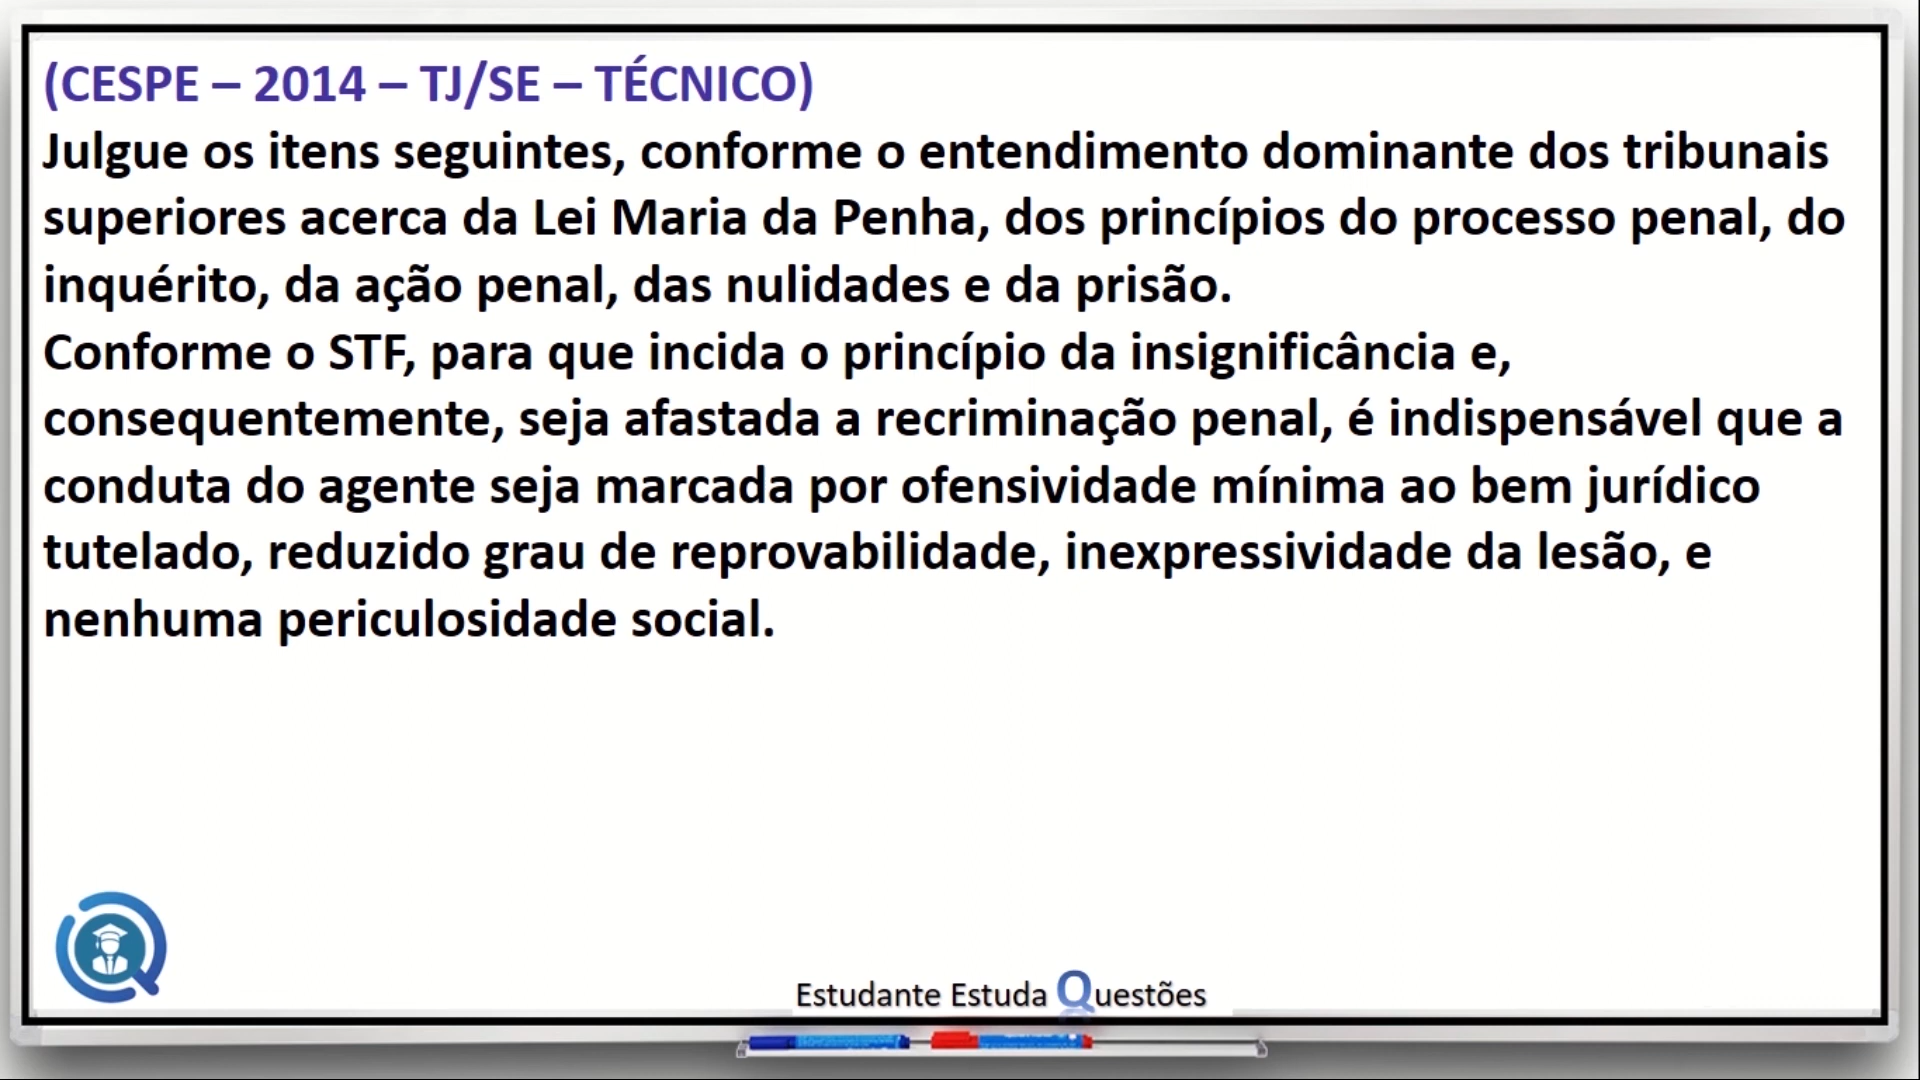 (CESPE – 2014 – TJ/SE – TÉCNICO)
Julgue os itens seguintes, conforme o entendimento dominante dos tribunais
superiores acerca da Lei Maria da Penha, dos princípios do processo penal, do
inquérito, da ação penal, das nulidades e da prisão.
Conforme o STF, para que incida o princípio da insignificância e,
consequentemente, seja afastada a recriminação penal, é indispensável que a
conduta do agente seja marcada por ofensividade mínima ao bem jurídico
tutelado, reduzido grau de reprovabilidade, inexpressividade da lesão, e
nenhuma periculosidade social.
Estudante Estuda Questões